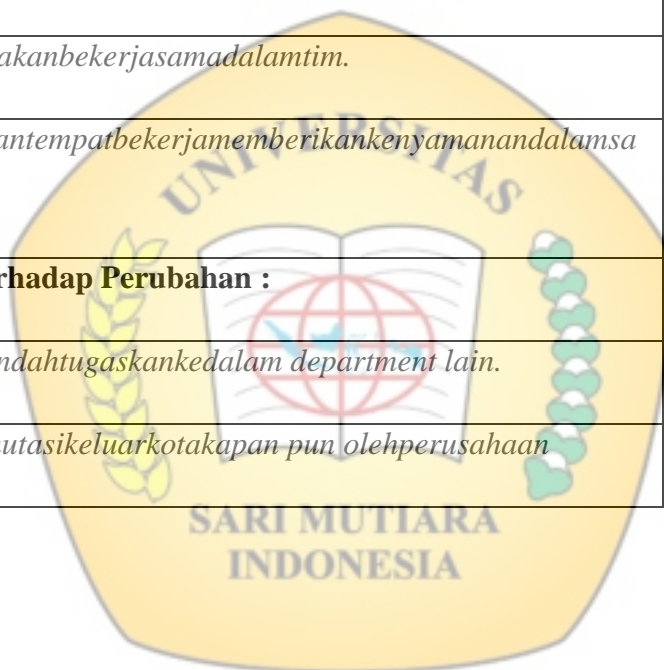 akanbekerjasamadalamtim.
antempatbekerjamemberikankenyamanandalamsa
UNIVERSITAS
rhadap Perubahan :
ndahtugaskankedalam department lain.
utasikeluarkotakapan pun olehperusahaan
SARI MUTIARA
INDONESIA